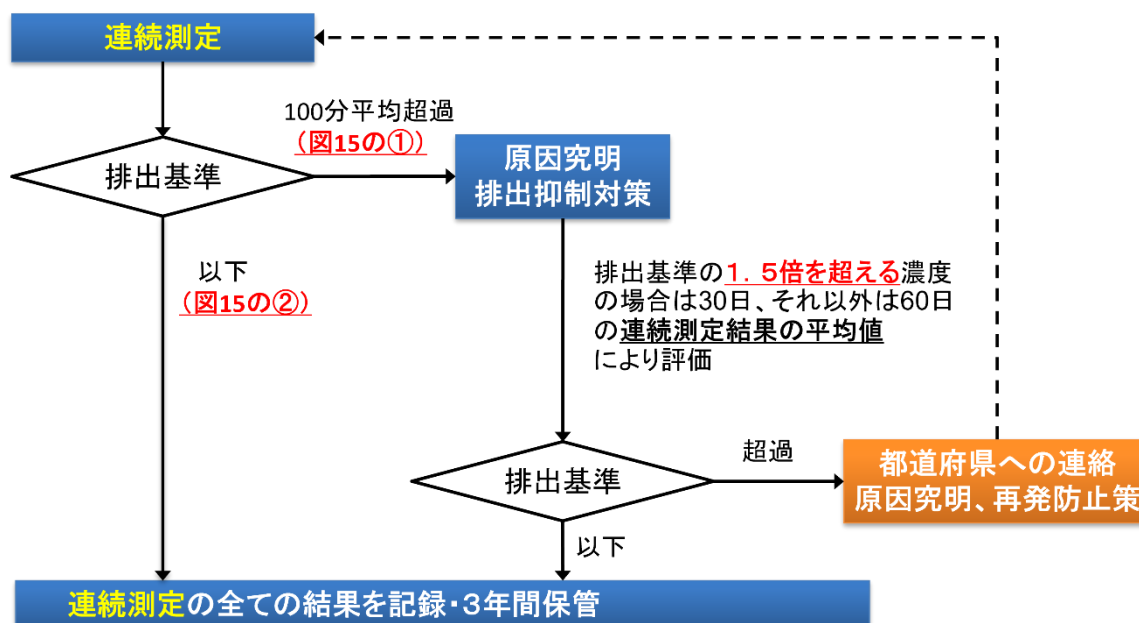 連続測定
100分平均超過
（図15の①）
排出基準
原因究明
排出抑制対策
以下
（図15の②）
排出基準の１．５倍を超える濃度
の場合は30日、それ以外は60日
の連続測定結果の平均値
により評価
排出基準
超過
都道府県への連絡
原因究明、再発防止策
以下
連続測定の全ての結果を記録・３年間保管